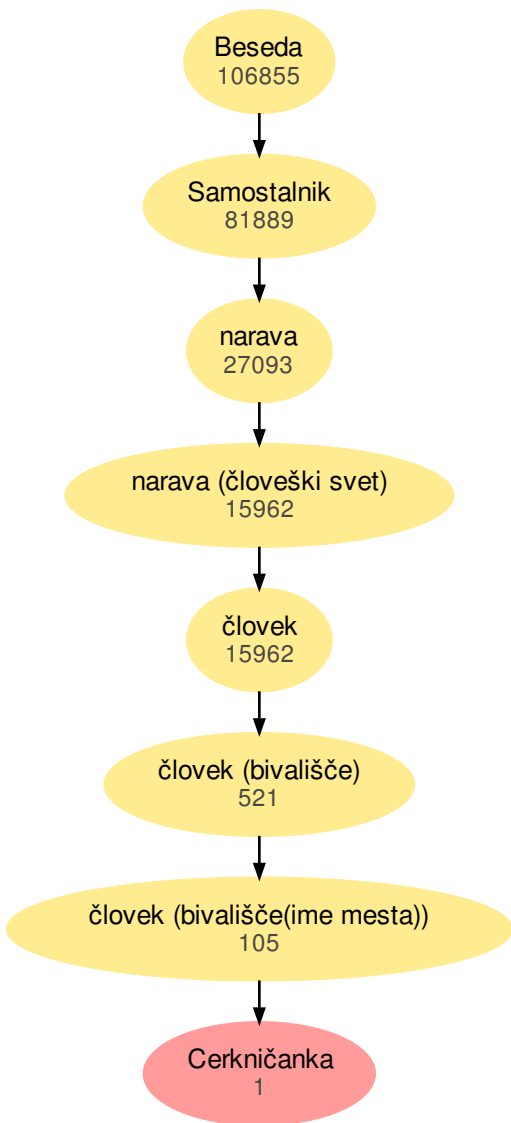 Beseda
106855
Samostalnik
81889
narava
27093
narava (človeški svet)
15962
človek
15962
človek (bivališče)
521
človek (bivališče(ime mesta))
105
Cerkničanka
1